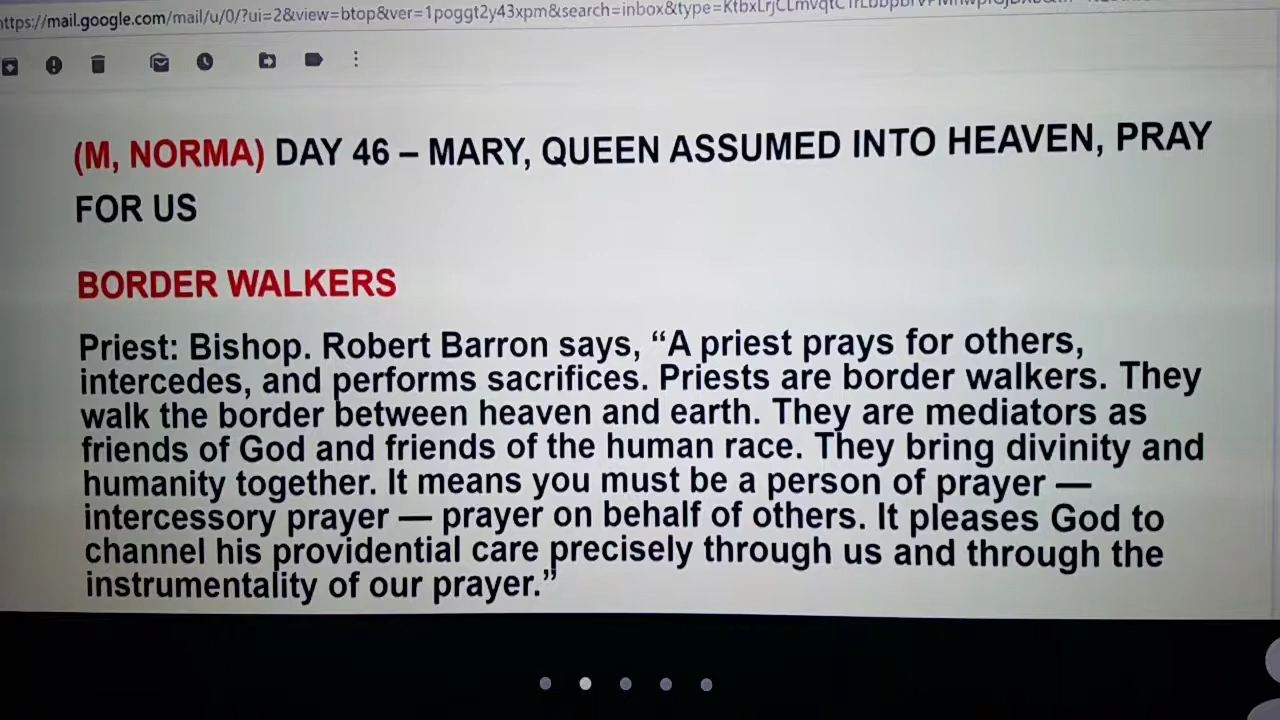 https://mail.google.com/mail/u/0/?ui=2&view=btop&ver=1poggt2y43xpm&search=inbox&type=
(M, NORMA) DAY 46 – MARY, QUEEN ASSUMED INTO HEAVEN, PRAY
FOR US
BORDER WALKERS
Priest: Bishop. Robert Barron says, “A priest prays for others,
intercedes, and performs sacrifices. Priests are border walkers. They
walk the border between heaven and earth. They are mediators as
friends of God and friends of the human race. They bring divinity and
humanity together. It means you must be a person of prayer —
intercessory prayer — prayer on behalf of others. It pleases God to
channel his providential care precisely through us and through the
instrumentality of our prayer.”